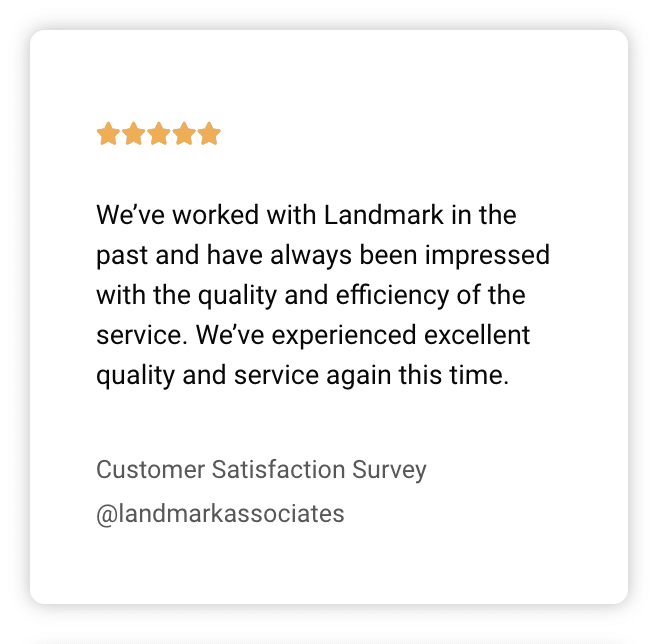 We’ve worked with Landmark in the
past and have always been impressed
with the quality and efficiency of the
service. We’ve experienced excellent
quality and service again this time.
Customer Satisfaction Survey
@landmarkassociates